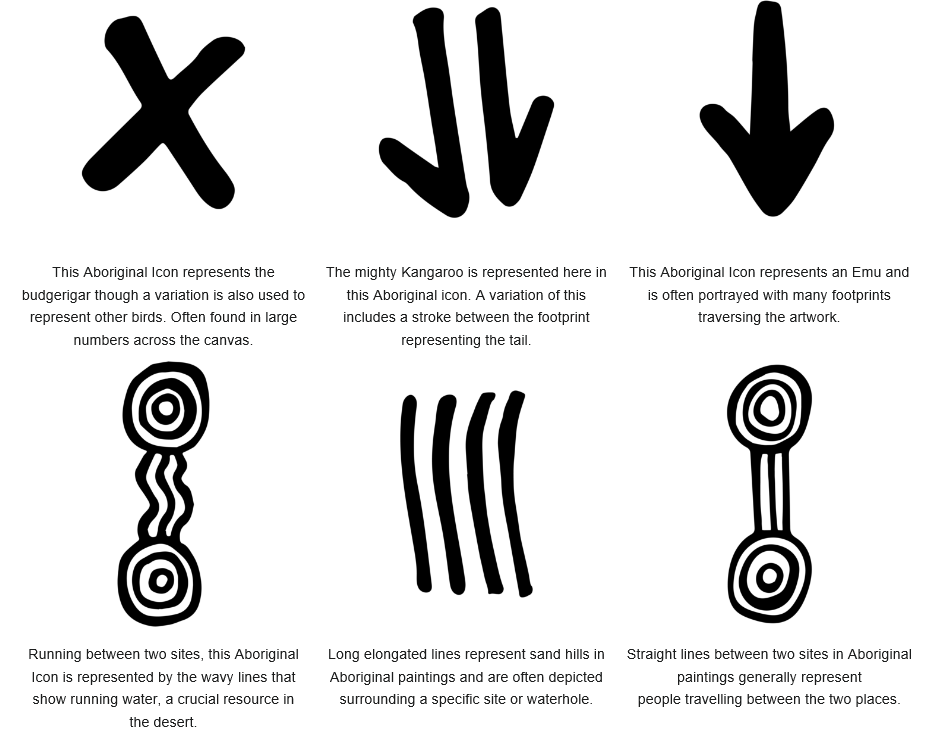 This Aboriginal Icon represents the
budgerigar though a variation is also used to
represent other birds. Often found in large
numbers across the canvas.
The mighty Kangaroo is represented here in
this Aboriginal icon. A variation of this
includes a stroke between the footprint
representing the tail.
This Aboriginal Icon represents an Emu and
is often portrayed with many footprints
traversing the artwork.
Running between two sites, this Aboriginal
Icon is represented by the wavy lines that
show running water, a crucial resource in
the desert.
Long elongated lines represent sand hills in
Aboriginal paintings and are often depicted
surrounding a specific site or waterhole.
Straight lines between two sites in Aboriginal
paintings generally represent
people travelling between the two places.